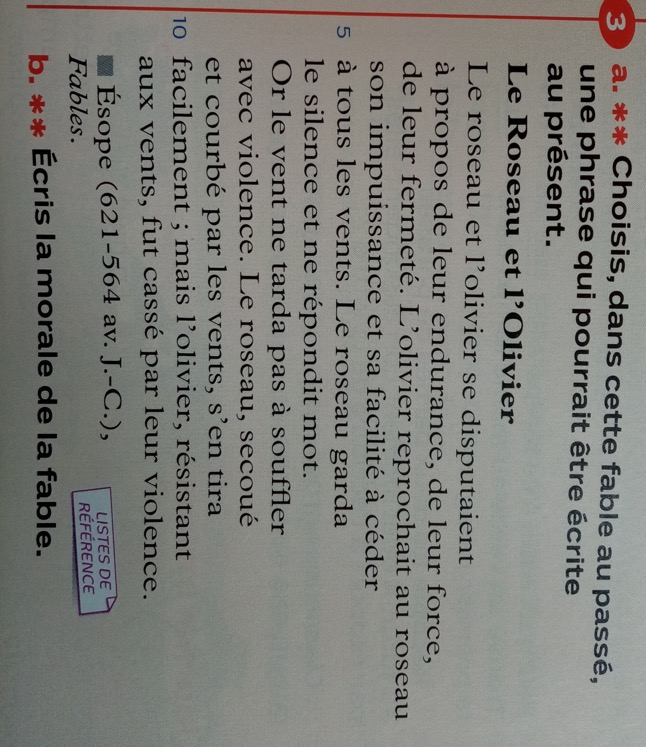 3 a. ** Choisis, dans cette fable au passé,
une phrase qui pourrait être écrite
au présent.
Le Roseau et l'Olivier
Le roseau et l'olivier se disputaient
à propos de leur endurance, de leur force,
de leur fermeté. L'olivier reprochait au roseau
son impuissance et sa facilité à céder
5 à tous les vents. Le roseau garda
le silence et ne répondit mot.
Or le vent ne tarda pas à souffler
avec violence. Le roseau, secoué
et courbé par les vents, s'en tira
10 facilement ; mais l'olivier, résistant
aux vents, fut cassé par leur violence.
Ésope (621-564 av. J.-C.),
Fables.
LISTES DE
RÉFÉRENCE
b. ** Écris la morale de la fable.